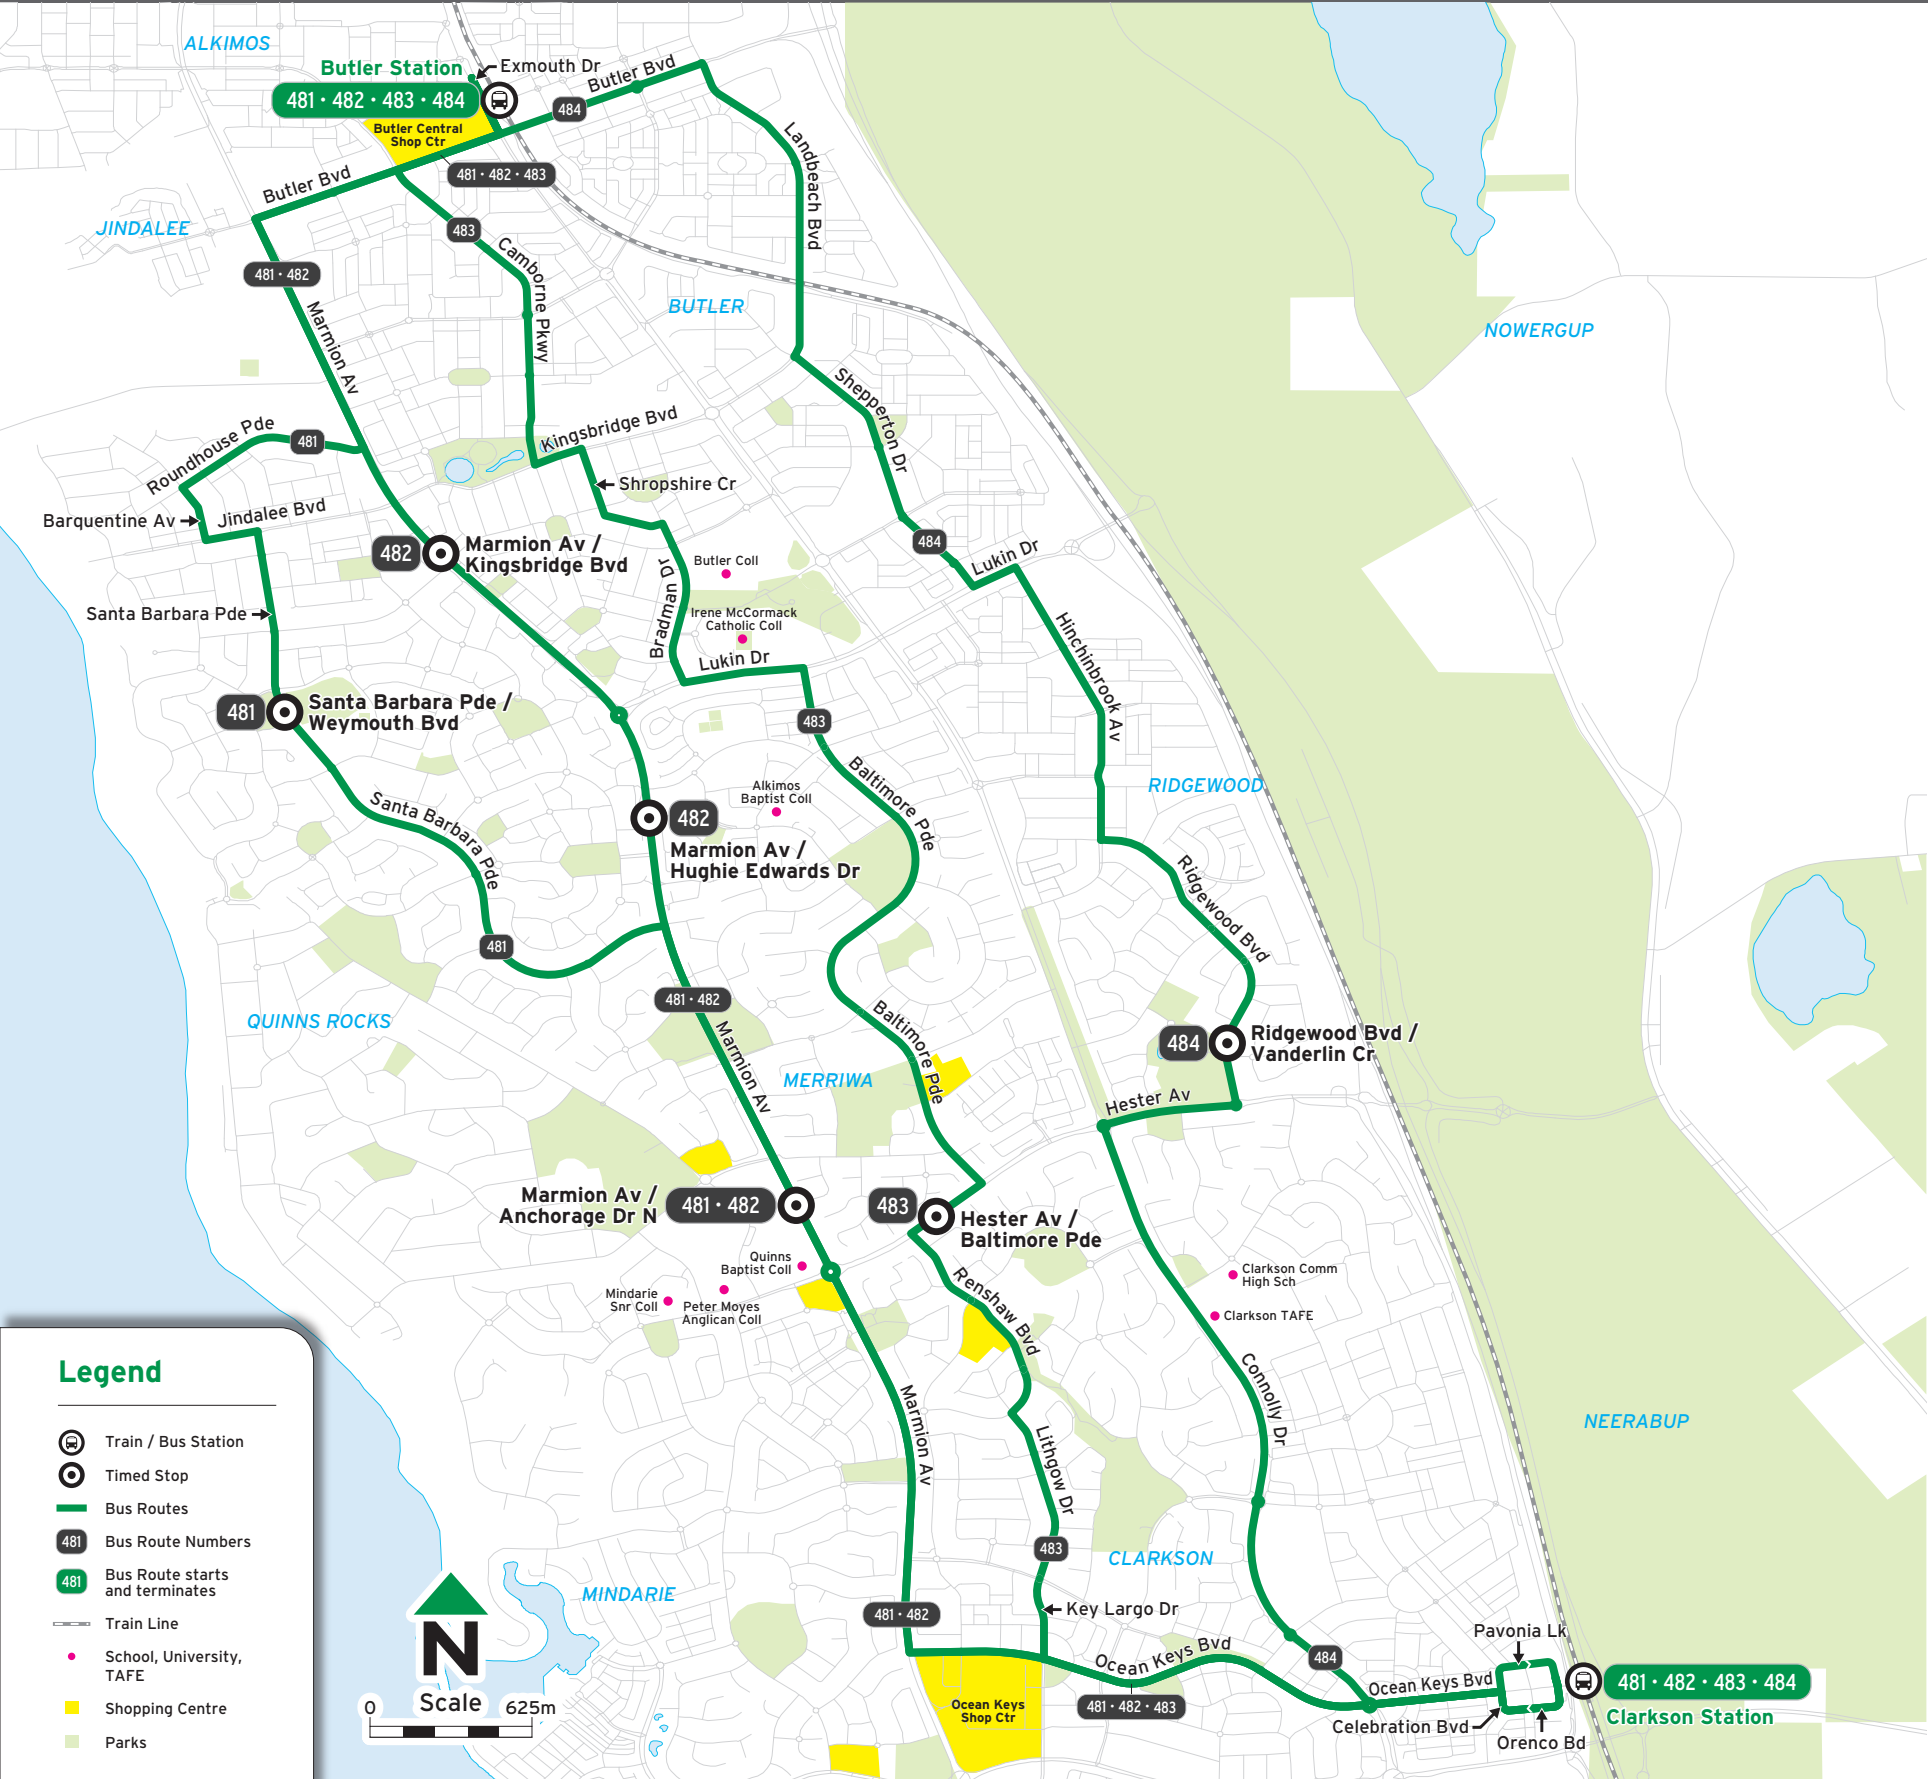 ALKIMOS
Butler Station
Exmouth Dr
Butler Bvd
481 · 482 · 483 · 484
484
Butler Central
Shop Ctr
481 · 482 · 483
Butler Bvd
Landbeach Bvd
JINDALEE
483
Camborne Pkwy
481 · 482
Marmion Av
BUTLER
NOWERGUP
Shepperton Dr
Roundhouse Pde
481
Kingsbridge Bvd
Shropshire Cr
Barquentine Av
Jindalee Bvd
482
Marmion Av /
Kingsbridge Bvd
484
Lukin Dr
Butler Coll
Bradman Dr
Irene McCormack
Catholic Coll
Santa Barbara Pde
Lukin Dr
Hinchinbrook Av
481
Santa Barbara Pde /
Weymouth Bvd
483
Baltimore Pde
RIDGEWOOD
Alkimos
Baptist Coll
Santa Barbara Pde
482
Marmion Av /
Hughie Edwards Dr
Ridgewood Bvd
481
481 · 482
QUINNS ROCKS
Marmion Av
Baltimore Pde
484
Ridgewood Bvd /
Vanderlin Cr
MERRIWA
Hester Av
Marmion Av /
Anchorage Dr N
481 · 482
483
Hester Av /
Baltimore Pde
Quinns
Baptist Coll
Mindarie
Snr Coll
Peter Moyes
Anglican Coll
Renshaw Bvd
Clarkson Comm
High Sch
Clarkson TAFE
Connolly Dr
Marmion Av
Lithgow Dr
NEERABUP
483
CLARKSON
MINDARIE
481 · 482
Key Largo Dr
Ocean Keys Bvd
484
Pavonia Lk
Ocean Keys Bvd
481 · 482 · 483 · 484
Clarkson Station
481 · 482 · 483
Ocean Keys
Shop Ctr
Celebration Bvd
Orenco Bd
Legend
Train / Bus Station
Timed Stop
Bus Routes
481
Bus Route Numbers
481
Bus Route starts
and terminates
Train Line
School, University,
TAFE
Shopping Centre
Parks
N
0 Scale 625m